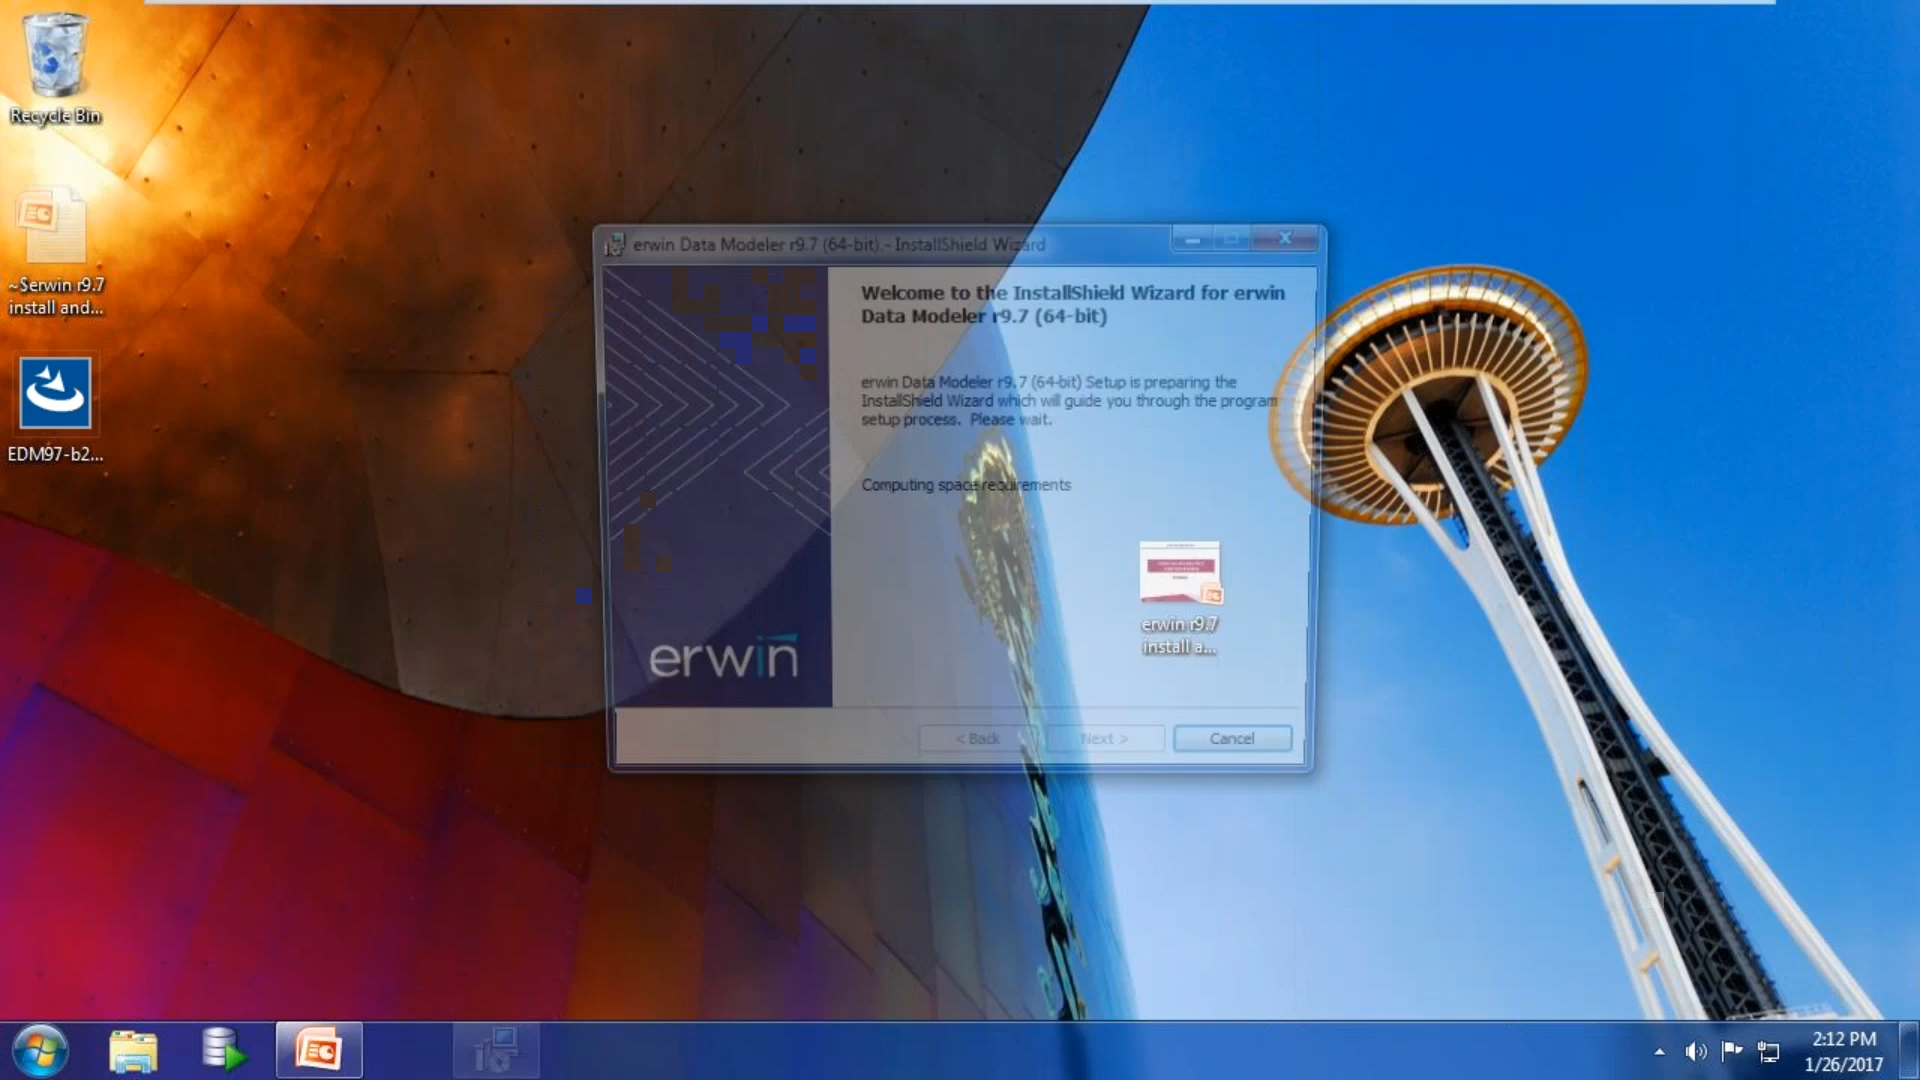 Recycle Bin
~$erwin r9.7
install and...
EDM97-b2...
erwin Data Modeler r9.7 (64-bit) - InstallShield Wizard
Welcome to the InstallShield Wizard for erwin
Data Modeler r9.7 (64-bit)
erwin Data Modeler r9.7 (64-bit) Setup is preparing the
InstallShield Wizard which will guide you through the program
setup process. Please wait.
Computing space requirements
erwin r9.7
install a...
erwin
< Back
Next >
Cancel
2:12 PM
1/26/2017